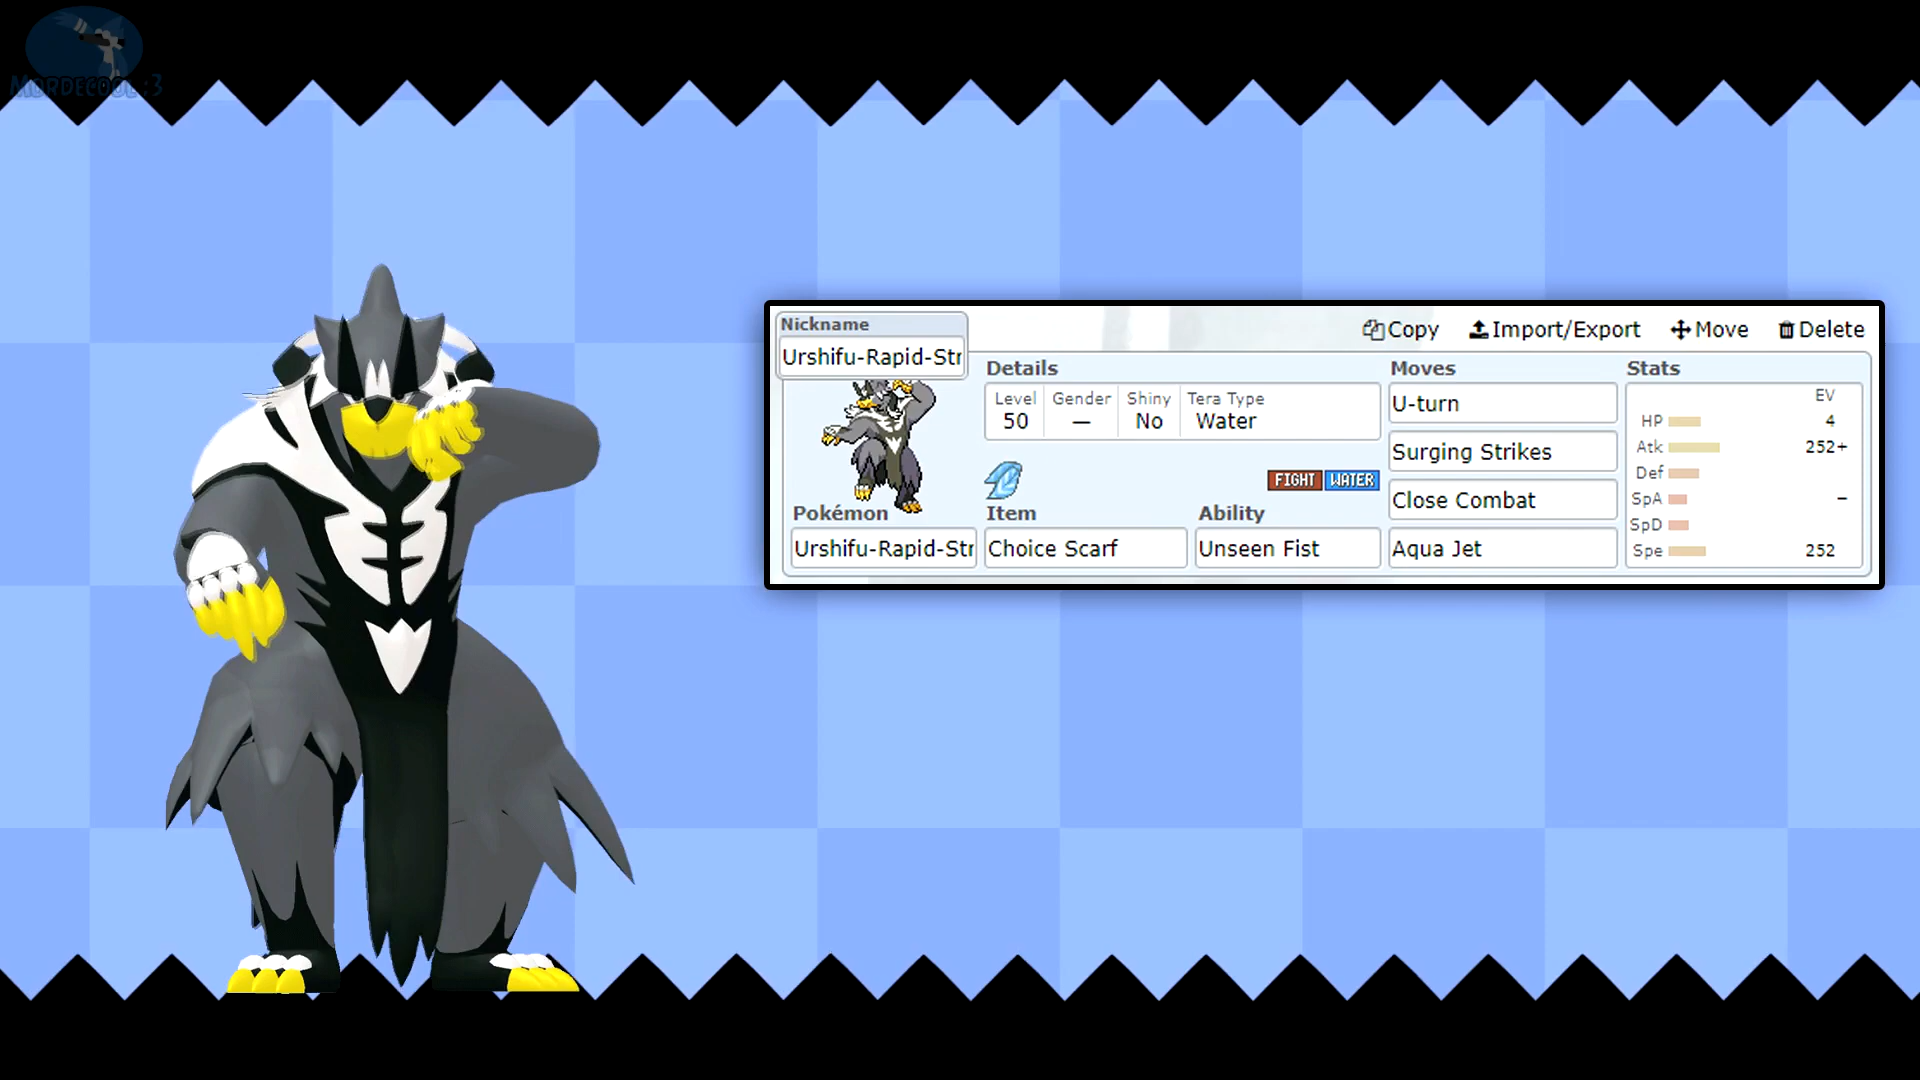 MORDECOOL :3
Nickname
Urshifu-Rapid-Str
Copy Import/Export Move Delete
Details
Level Gender Shiny Tera Type
50 — No Water
FIGHT WATER
Pokémon
Urshifu-Rapid-Str
Item
Choice Scarf
Ability
Unseen Fist
Moves
U-turn
Surging Strikes
Close Combat
Aqua Jet
Stats
EV
HP 4
Atk 252+
Def
SpA −
SpD
Spe 252